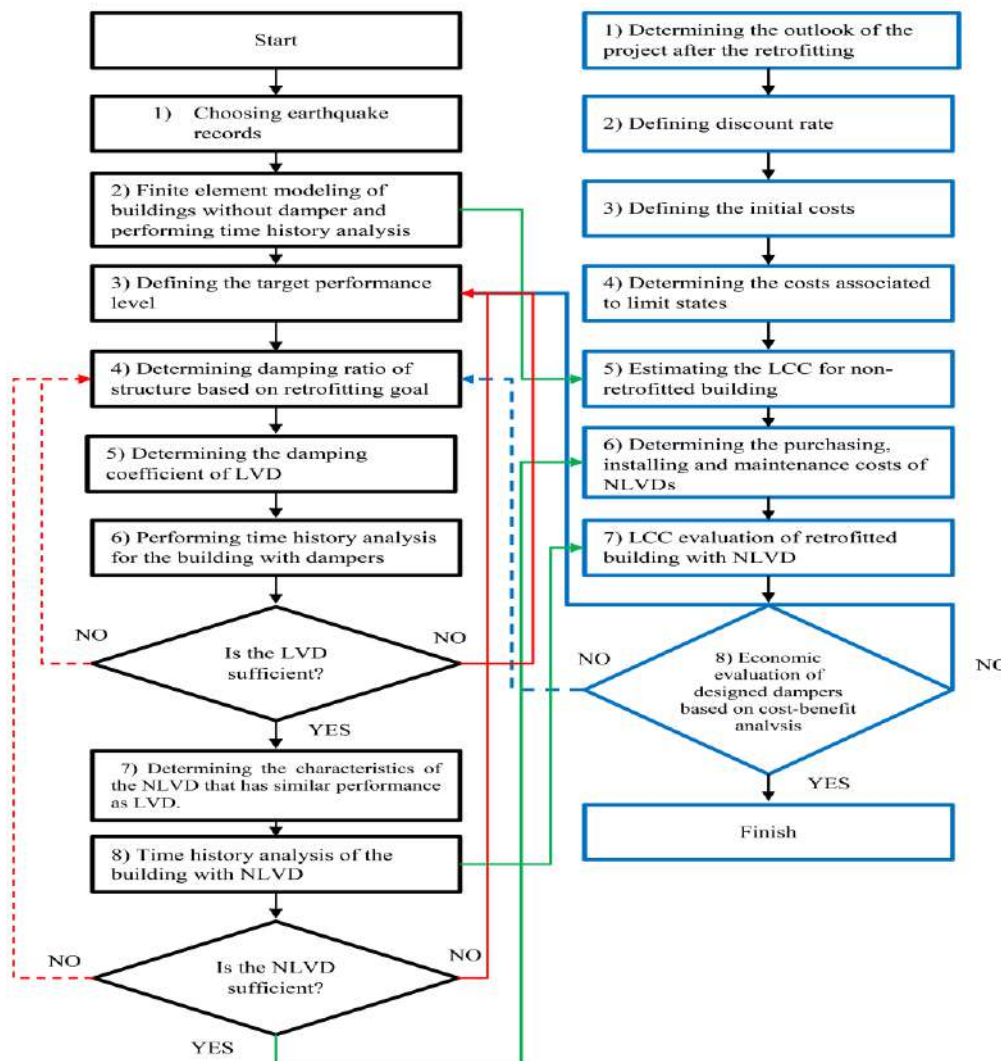 Start
1) Choosing earthquake
records
2) Finite element modeling of
buildings without damper and
performing time history analysis
3) Defining the target performance
level
4) Determining damping ratio of
structure based on retrofitting goal
5) Determining the damping
coefficient of LVD
6) Performing time history analysis
for the building with dampers
NO
Is the LVD
sufficient?
NO
YES
7) Determining the characteristics of
the NLVD that has similar performance
as LVD.
8) Time history analysis of the
building with NLVD
NO
Is the NLVD
sufficient?
NO
YES
1) Determining the outlook of the
project after the retrofitting
2) Defining discount rate
3) Defining the initial costs
4) Determining the costs associated
to limit states
5) Estimating the LCC for non-
retrofitted building
6) Determining the purchasing,
installing and maintenance costs of
NLVDs
7) LCC evaluation of retrofitted
building with NLVD
NO
8) Economic
evaluation of
designed dampers
based on cost-benefit
analysis
NO
YES
Finish